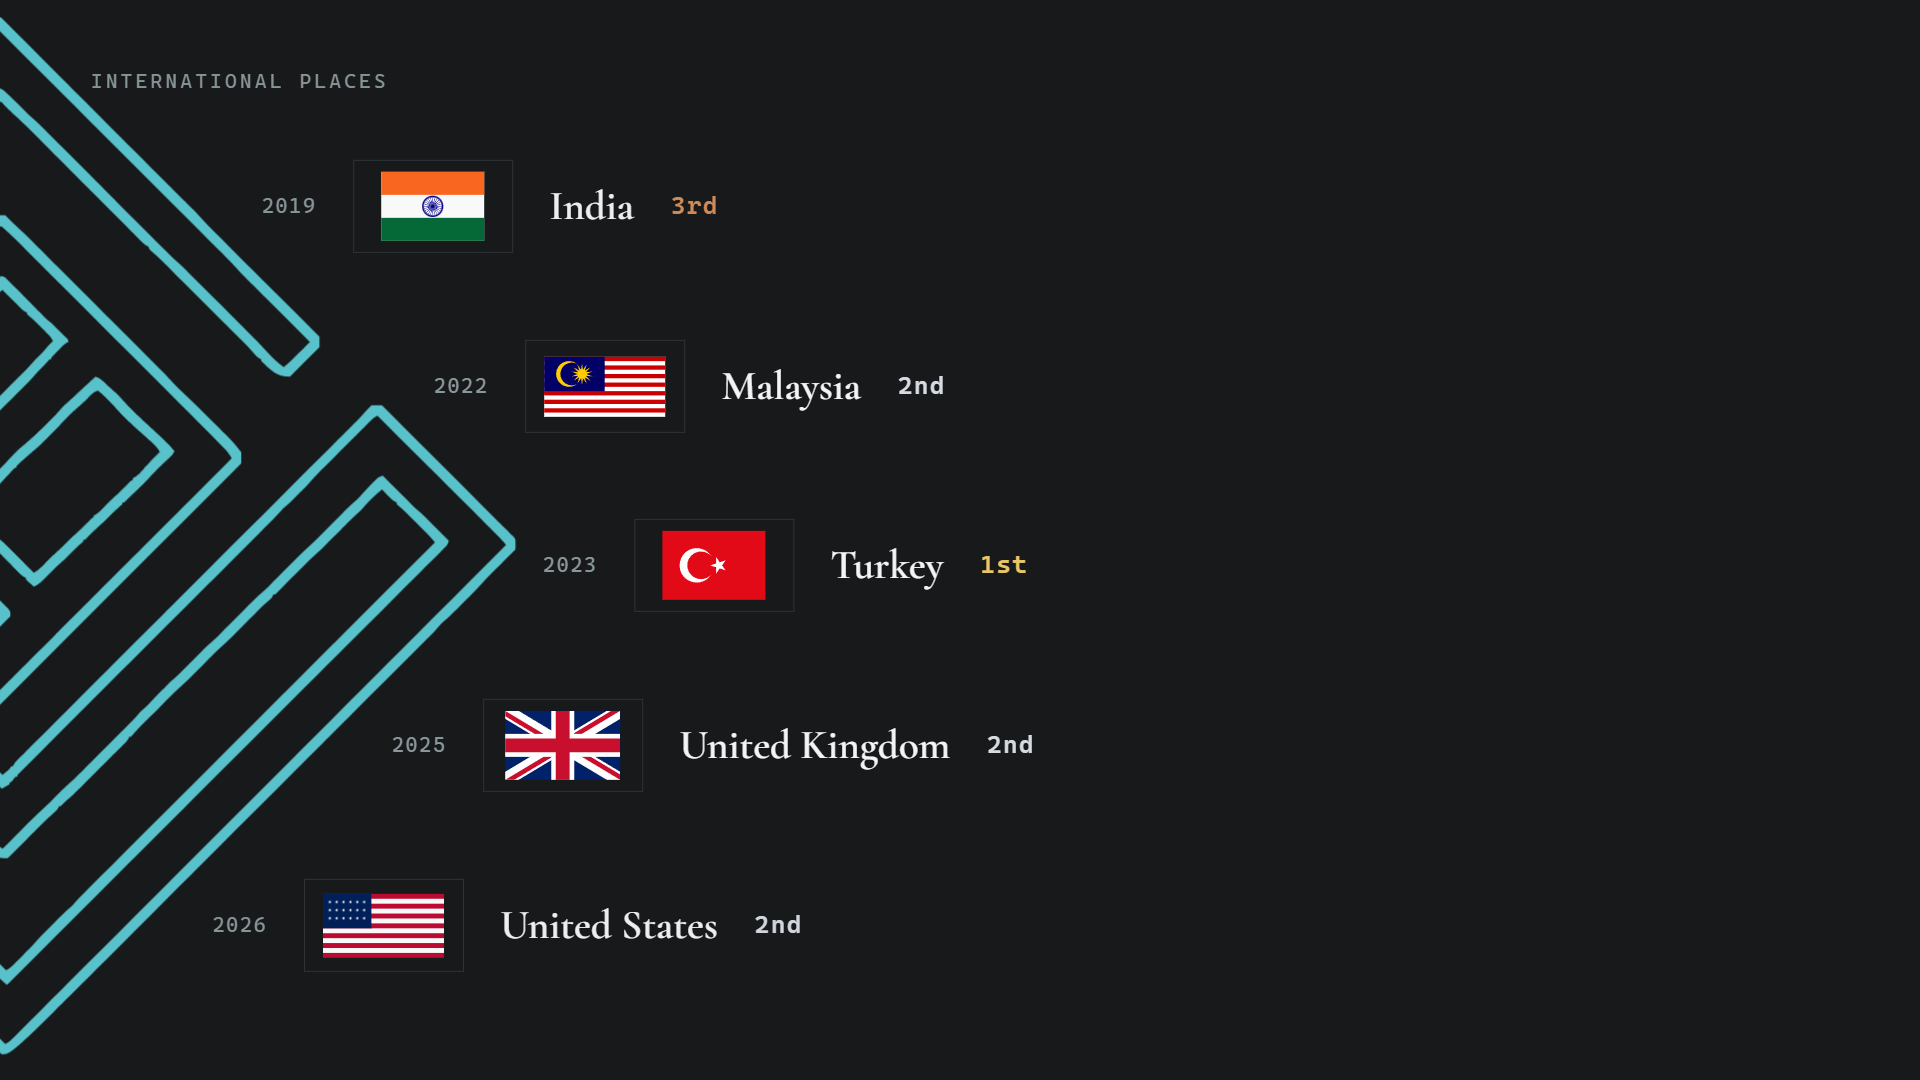 INTERNATIONAL PLACES
2019 India 3rd
2022 Malaysia 2nd
2023 Turkey 1st
2025 United Kingdom 2nd
2026 United States 2nd